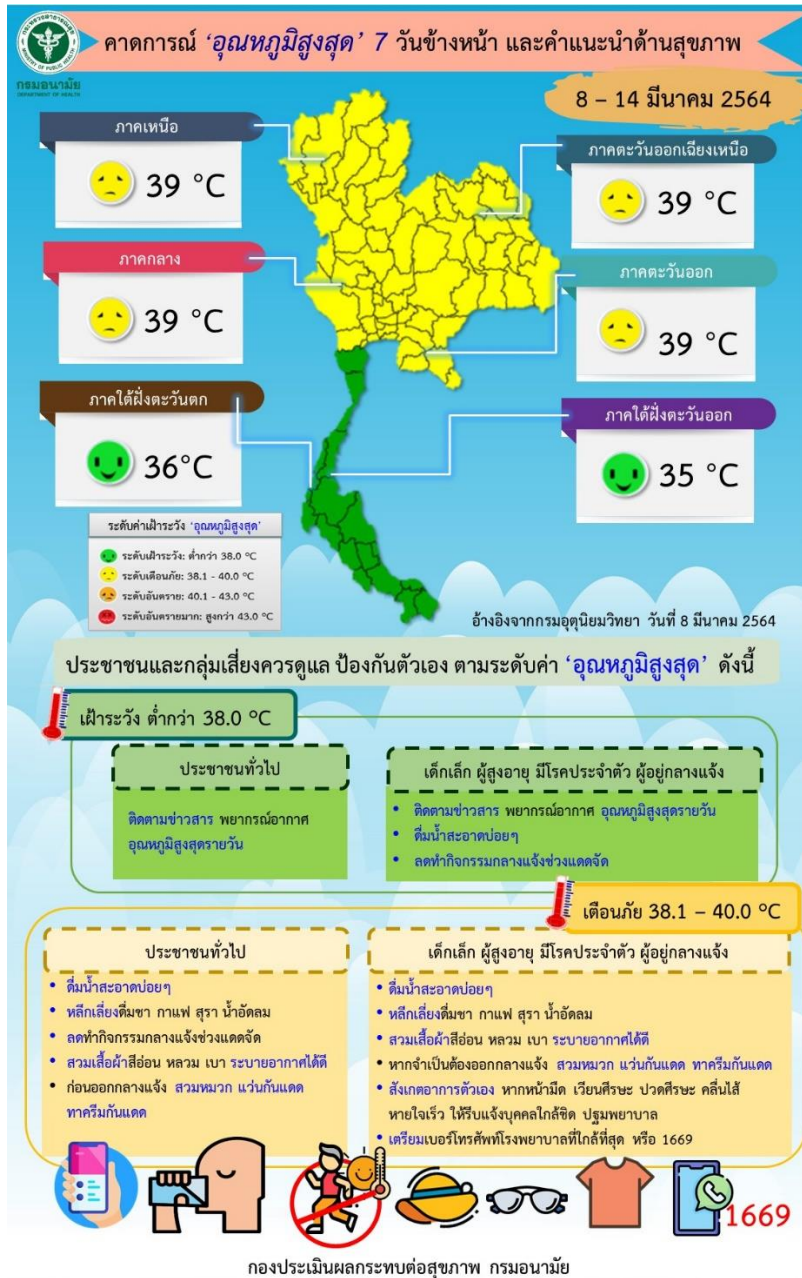 กระทรวงสาธารณสุข
MINISTRY OF PUBLIC HEALTH
กรมอนามัย
DEPARTMENT OF HEALTH
คาดการณ์ ‘อุณหภูมิสูงสุด’ 7 วันข้างหน้า และคำแนะนำด้านสุขภาพ
8 – 14 มีนาคม 2564
ภาคเหนือ
39 °C
ภาคตะวันออกเฉียงเหนือ
39 °C
ภาคกลาง
39 °C
ภาคตะวันออก
39 °C
ภาคใต้ฝั่งตะวันตก
36°C
ภาคใต้ฝั่งตะวันออก
35 °C
ระดับค่าเฝ้าระวัง ‘อุณหภูมิสูงสุด’
ระดับเฝ้าระวัง: ต่ำกว่า 38.0 °C
ระดับเตือนภัย: 38.1 - 40.0 °C
ระดับอันตราย: 40.1 - 43.0 °C
ระดับอันตรายมาก: สูงกว่า 43.0 °C
อ้างอิงจากกรมอุตุนิยมวิทยา วันที่ 8 มีนาคม 2564
ประชาชนและกลุ่มเสี่ยงควรดูแล ป้องกันตัวเอง ตามระดับค่า ‘อุณหภูมิสูงสุด’ ดังนี้
เฝ้าระวัง ต่ำกว่า 38.0 °C
ประชาชนทั่วไป
ติดตามข่าวสาร พยากรณ์อากาศ
อุณหภูมิสูงสุดรายวัน
เด็กเล็ก ผู้สูงอายุ มีโรคประจำตัว ผู้อยู่กลางแจ้ง
• ติดตามข่าวสาร พยากรณ์อากาศ อุณหภูมิสูงสุดรายวัน
• ดื่มน้ำสะอาดบ่อยๆ
• ลดทำกิจกรรมกลางแจ้งช่วงแดดจัด
เตือนภัย 38.1 – 40.0 °C
ประชาชนทั่วไป
• ดื่มน้ำสะอาดบ่อยๆ
• หลีกเลี่ยงดื่มชา กาแฟ สุรา น้ำอัดลม
• ลดทำกิจกรรมกลางแจ้งช่วงแดดจัด
• สวมเสื้อผ้าสีอ่อน หลวม เบา ระบายอากาศได้ดี
• ก่อนออกกลางแจ้ง สวมหมวก แว่นกันแดด
ทาครีมกันแดด
เด็กเล็ก ผู้สูงอายุ มีโรคประจำตัว ผู้อยู่กลางแจ้ง
• ดื่มน้ำสะอาดบ่อยๆ
• หลีกเลี่ยงดื่มชา กาแฟ สุรา น้ำอัดลม
• สวมเสื้อผ้าสีอ่อน หลวม เบา ระบายอากาศได้ดี
• หากจำเป็นต้องออกกลางแจ้ง สวมหมวก แว่นกันแดด ทาครีมกันแดด
• สังเกตอาการตัวเอง หากหน้ามืด เวียนศีรษะ ปวดศีรษะ คลื่นไส้
หายใจเร็ว ให้รีบแจ้งบุคคลใกล้ชิด ปฐมพยาบาล
• เตรียมเบอร์โทรศัพท์โรงพยาบาลที่ใกล้ที่สุด หรือ 1669
1669
กองประเมินผลกระทบต่อสุขภาพ กรมอนามัย